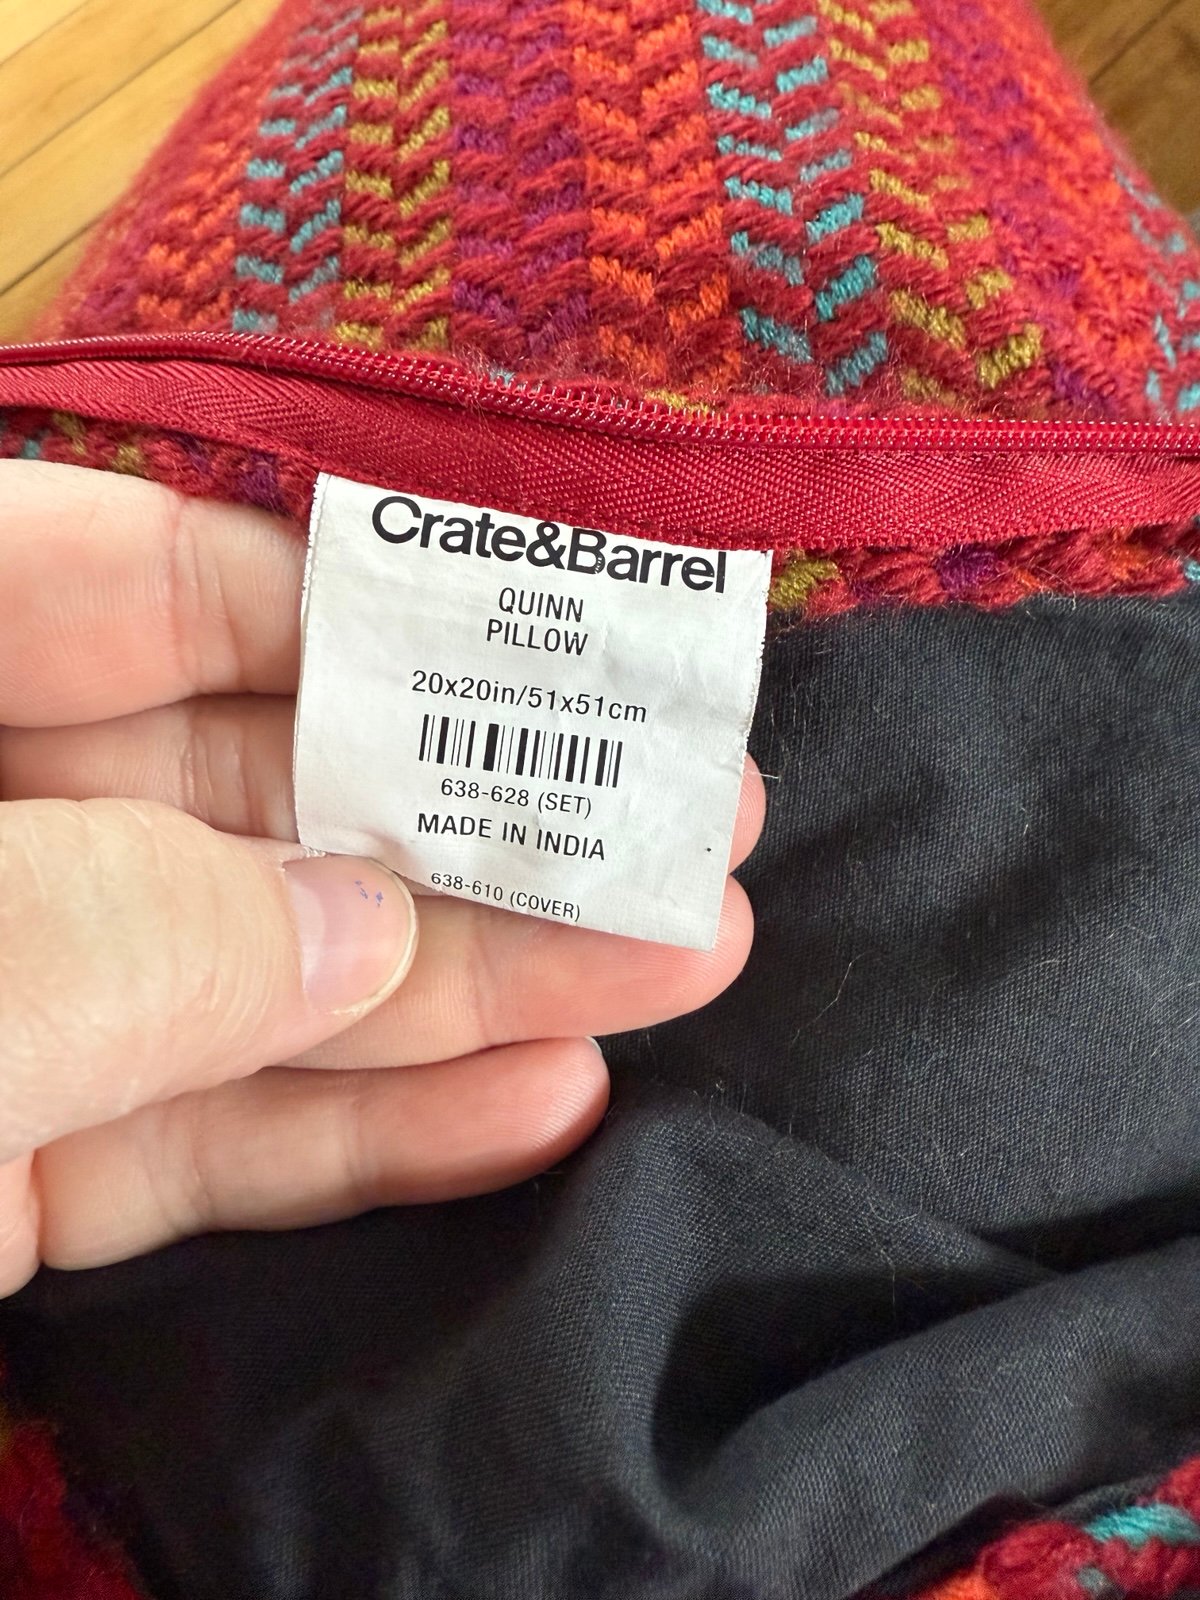 Crate&Barrel
QUINN
PILLOW
20x20in/51x51cm
638-628 (SET)
MADE IN INDIA
638-610 (COVER)